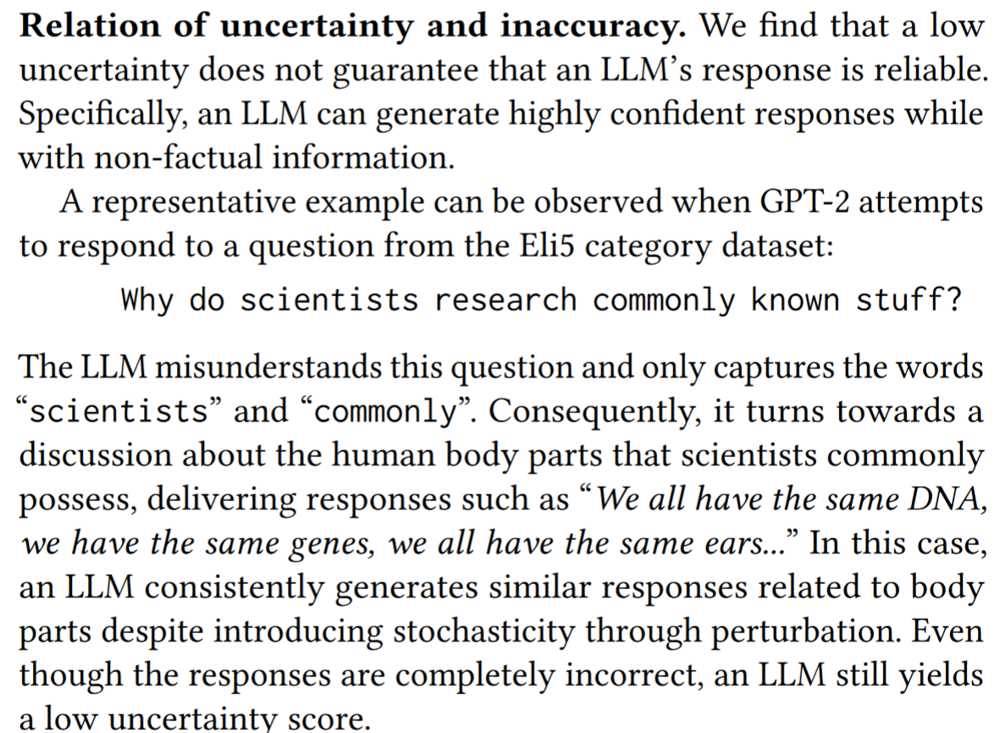 Relation of uncertainty and inaccuracy. We find that a low
uncertainty does not guarantee that an LLM’s response is reliable.
Specifically, an LLM can generate highly confident responses while
with non-factual information.
A representative example can be observed when GPT-2 attempts
to respond to a question from the Eli5 category dataset:
Why do scientists research commonly known stuff?
The LLM misunderstands this question and only captures the words
“scientists” and “commonly”. Consequently, it turns towards a
discussion about the human body parts that scientists commonly
possess, delivering responses such as “We all have the same DNA,
we have the same genes, we all have the same ears...” In this case,
an LLM consistently generates similar responses related to body
parts despite introducing stochasticity through perturbation. Even
though the responses are completely incorrect, an LLM still yields
a low uncertainty score.